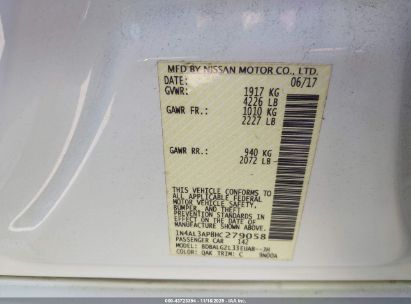 MFD BY NISSAN MOTOR CO., LTD.
DATE: 06/17
GVWR: 1917 KG
4226 LB
GAWR FR: 1010 KG
2227 LB
GAWR RR: 940 KG
2072 LB
THIS VEHICLE CONFORMS TO
ALL APPLICABLE FEDERAL
MOTOR VEHICLE SAFETY,
BUMPER, AND THEFT
PREVENTION STANDARDS
IN EFFECT ON THE DATE OF
MANUFACTURE SHOWN ABOVE.
1N4AL3AP8HC279058
PASSENGER CAR 142
COLOR: QAK TRIM: C